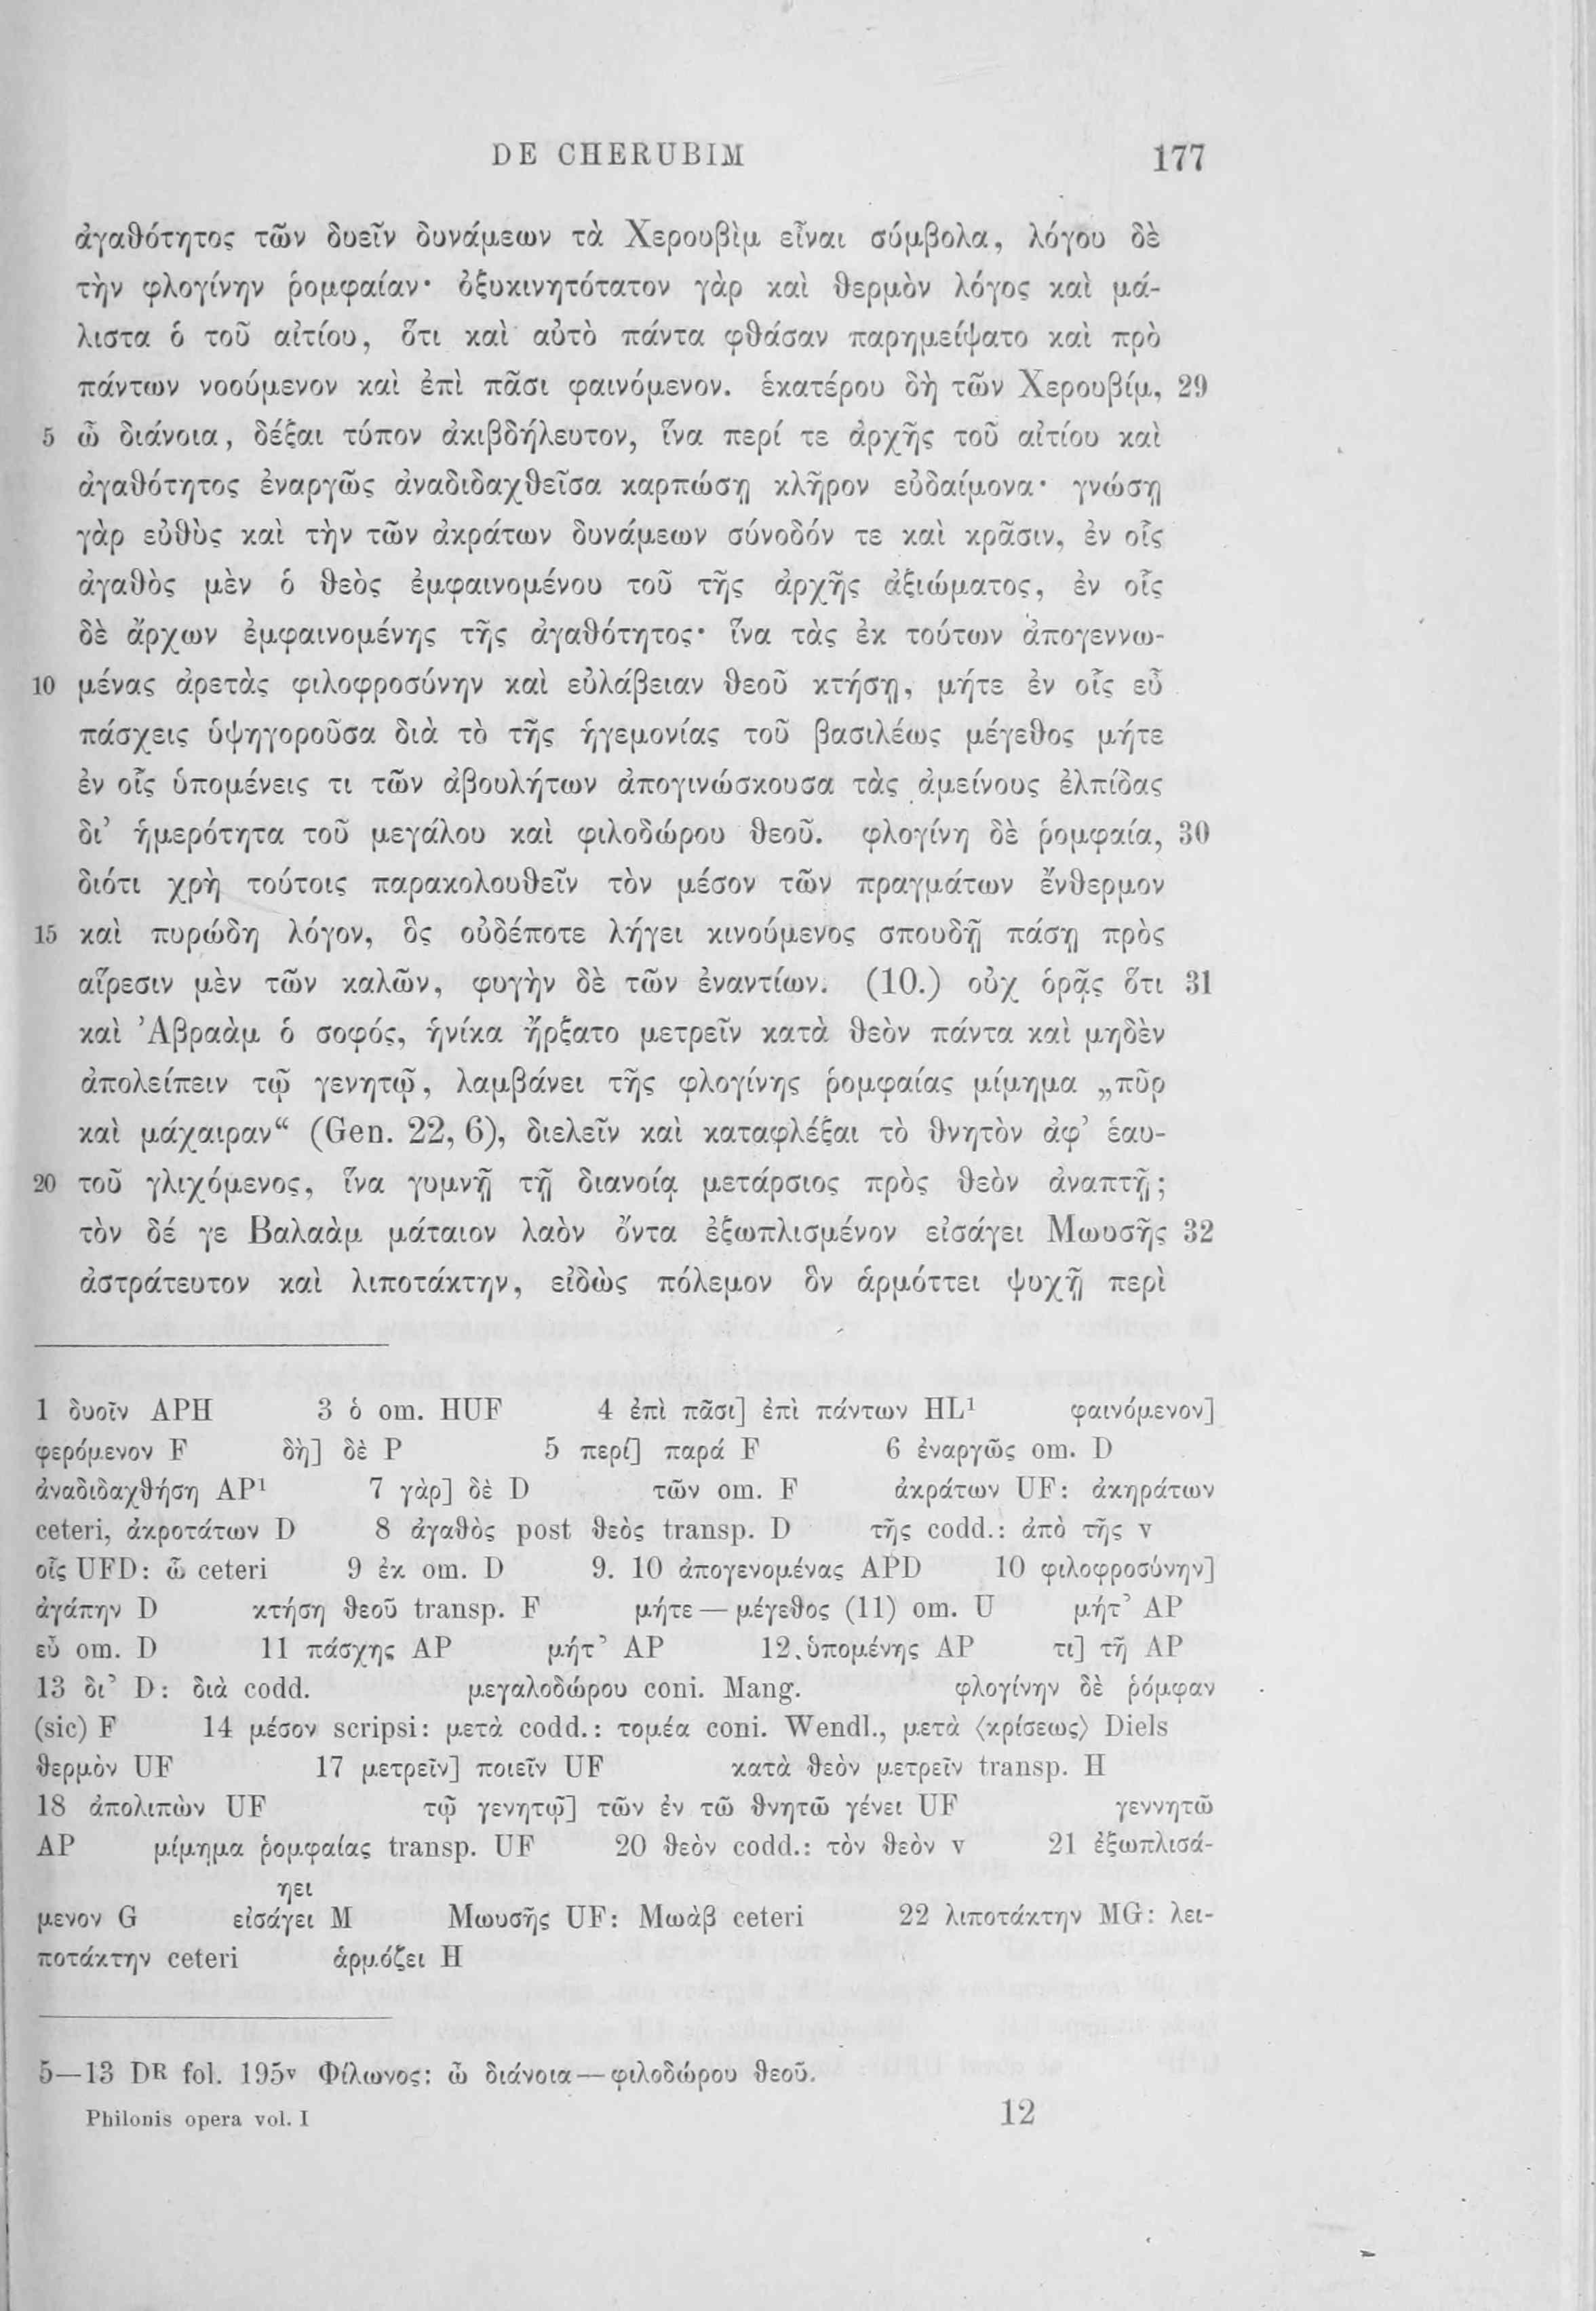 DE CHERUBIM 177
ἀγαθότητος τῶν δυεῖν δυνάμεων τὰ Χερουβὶμ εἶναι σύμβολα, λόγου δὲ
τὴν φλογίνην ῥομφαίαν· ὀξυκινητότατον γὰρ καὶ θερμὸν λόγος καὶ μά-
λιστα ὁ τοῦ αἰτίου, ὅτι καὶ αὐτὸ πάντα φθάσαν παρημείψατο καὶ πρὸ
πάντων νοούμενον καὶ ἐπὶ πᾶσι φαινόμενον. ἑκατέρου δὴ τῶν Χερουβίμ, 29
5 ὦ διάνοια, δέξαι τύπον ἀκιβδήλευτον, ἵνα περί τε ἀρχῆς τοῦ αἰτίου καὶ
ἀγαθότητος ἐναργῶς ἀναδιδαχθεῖσα καρπώσῃ κλῆρον εὐδαίμονα· γνώσῃ
γὰρ εὐθὺς καὶ τὴν τῶν ἀκράτων δυνάμεων σύνοδόν τε καὶ κρᾶσιν, ἐν οἷς
ἀγαθὸς μὲν ὁ θεὸς ἐμφαινομένου τοῦ τῆς ἀρχῆς ἀξιώματος, ἐν οἷς
δὲ ἄρχων ἐμφαινομένης τῆς ἀγαθότητος· ἵνα τὰς ἐκ τούτων ἀπογεννω-
10 μένας ἀρετὰς φιλοφροσύνην καὶ εὐλάβειαν θεοῦ κτήσῃ, μήτε ἐν οἷς εὖ
πάσχεις ὑψηγοροῦσα διὰ τὸ τῆς ἡγεμονίας τοῦ βασιλέως μέγεθος μήτε
ἐν οἷς ὑπομένεις τι τῶν ἀβουλήτων ἀπογινώσκουσα τὰς ἀμείνους ἐλπίδας
δι’ ἡμερότητα τοῦ μεγάλου καὶ φιλοδώρου θεοῦ. φλογίνη δὲ ῥομφαία, 30
διότι χρὴ τούτοις παρακολουθεῖν τὸν μέσον τῶν πραγμάτων ἔνθερμον
15 καὶ πυρώδη λόγον, ὃς οὐδέποτε λήγει κινούμενος σπουδῇ πάσῃ πρὸς
αἵρεσιν μὲν τῶν καλῶν, φυγὴν δὲ τῶν ἐναντίων. (10.) οὐχ ὁρᾷς ὅτι 31
καὶ Ἀβραὰμ ὁ σοφός, ἡνίκα ἤρξατο μετρεῖν κατὰ θεὸν πάντα καὶ μηδὲν
ἀπολείπειν τῷ γενητῷ, λαμβάνει τῆς φλογίνης ῥομφαίας μίμημα „πῦρ
καὶ μάχαιραν“ (Gen. 22, 6), διελεῖν καὶ καταφλέξαι τὸ θνητὸν ἀφ’ ἑαυ-
20 τοῦ γλιχόμενος, ἵνα γυμνῇ τῇ διανοίᾳ μετάρσιος πρὸς θεὸν ἀναπτῇ;
τὸν δέ γε Βαλαὰμ μάταιον λαὸν ὄντα ἐξωπλισμένον εἰσάγει Μωυσῆς 32
ἀστράτευτον καὶ λιποτάκτην, εἰδὼς πόλεμον ὃν ἁρμόττει ψυχῇ περὶ
1 δυοῖν APH 3 ὁ om. HUF 4 ἐπὶ πᾶσι] ἐπὶ πάντων HL¹ φαινόμενον]
φερόμενον F δὴ] δὲ P 5 περί] παρά F 6 ἐναργῶς om. D
ἀναδιδαχθήση AP¹ 7 γὰρ] δὲ D τῶν om. F ἀκράτων UF: ἀκηράτων
ceteri, ἀκροτάτων D 8 ἀγαθὸς post θεὸς transp. D τῆς codd.: ἀπὸ τῆς v
οἷς UFD: ὧ ceteri 9 ἐκ om. D 9. 10 ἀπογενομένας APD 10 φιλοφροσύνην]
ἀγάπην D κτήση θεοῦ transp. F μήτε — μέγεθος (11) om. U μήτ’ AP
εὖ om. D 11 πάσχης AP μήτ’ AP 12 ὑπομένης AP τι] τῆ AP
13 δι’ D: διὰ codd. μεγαλοδώρου coni. Mang. φλογίνην δὲ ῥόμφαν
(sic) F 14 μέσον scripsi: μετὰ codd.: τομέα coni. Wendl., μετὰ ⟨κρίσεως⟩ Diels
θερμὸν UF 17 μετρεῖν] ποιεῖν UF κατὰ θεὸν μετρεῖν transp. H
18 ἀπολιπὼν UF τῷ γενητῷ] τῶν ἐν τῶ θνητῶ γένει UF γεννητῶ
AP μίμημα ῥομφαίας transp. UF 20 θεὸν codd.: τὸν θεὸν v 21 ἐξωπλισά-
ηει
μενον G εἰσάγει M Μωυσῆς UF: Μωὰβ ceteri 22 λιποτάκτην MG: λει-
ποτάκτην ceteri ἁρμόζει H
5—13 DR fol. 195v Φίλωνος: ὦ διάνοια — φιλοδώρου θεοῦ.
Philonis opera vol. I 12